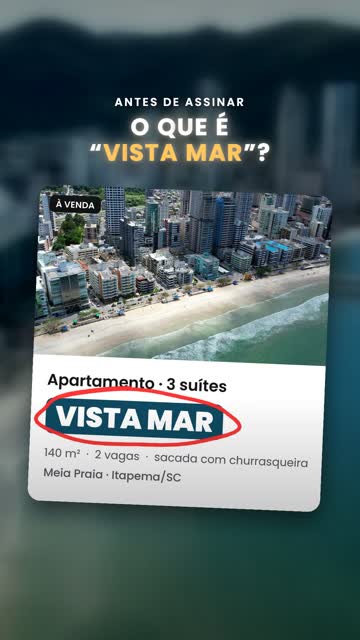 ANTES DE ASSINAR
O QUE É
“VISTA MAR”?
À VENDA
Apartamento · 3 suítes
VISTA MAR
140 m² · 2 vagas · sacada com churrasqueira
Meia Praia · Itapema/SC